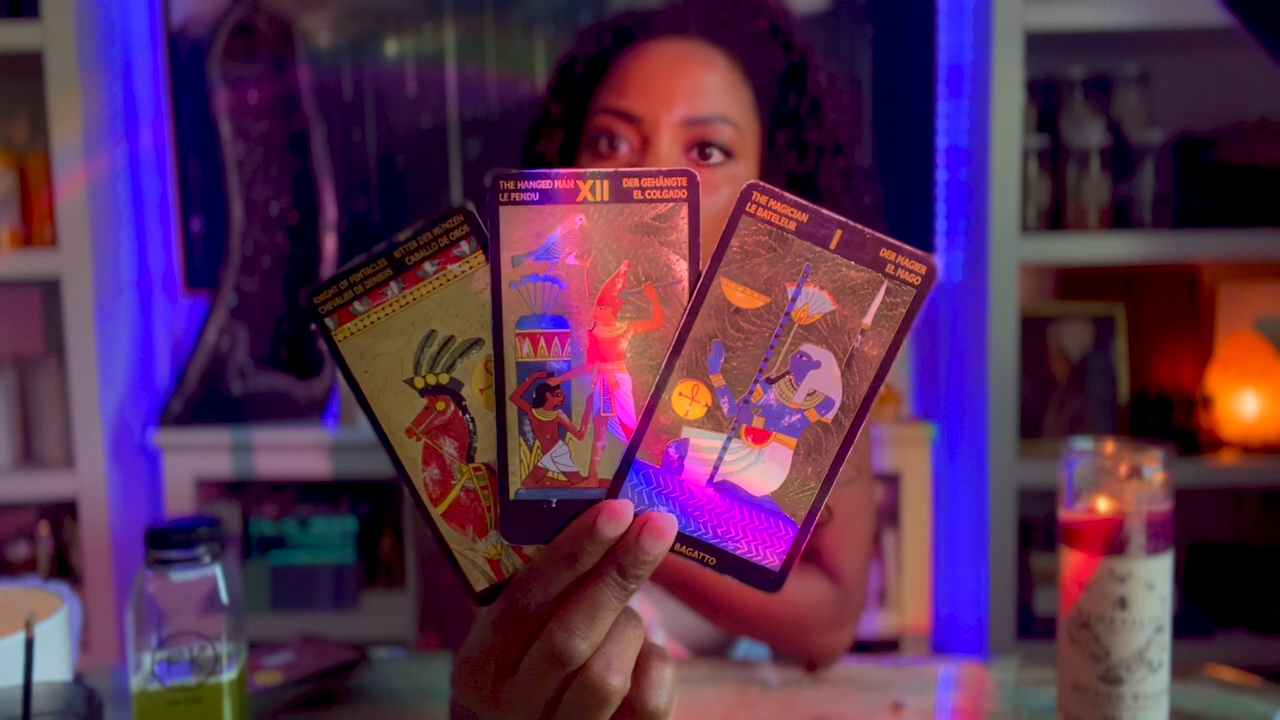 KNIGHT OF PENTACLES
CHEVALIER DE DENIERS
RITTER DER MÜNZEN
CABALLO DE OROS
THE HANGED MAN
LE PENDU
XII
DER GEHÄNGTE
EL COLGADO
THE MAGICIAN
LE BATELEUR
I
DER MAGIER
EL MAGO
BAGATTO